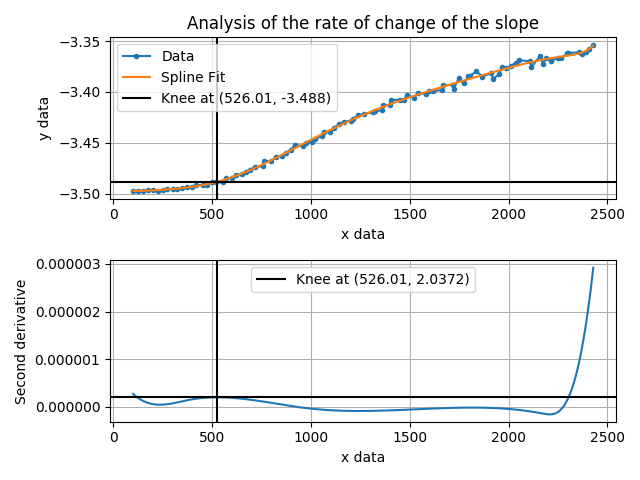 Analysis of the rate of change of the slope
−3.35
−3.40
−3.45
−3.50
y data
Data
Spline Fit
Knee at (526.01, -3.488)
0 500 1000 1500 2000 2500
x data
0.000003
0.000002
0.000001
0.000000
Second derivative
Knee at (526.01, 2.0372)
0 500 1000 1500 2000 2500
x data